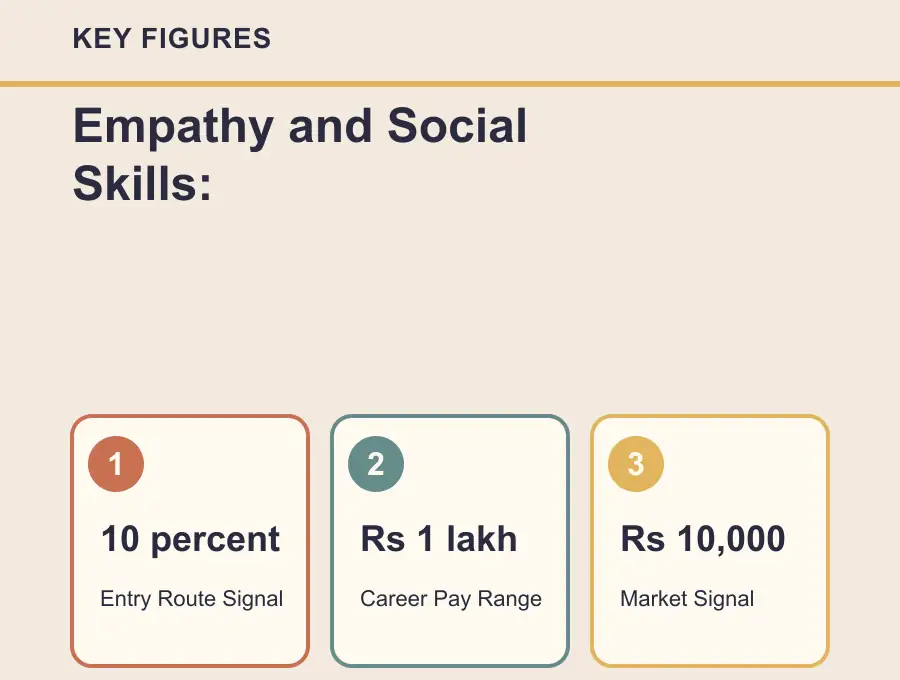 KEY FIGURES
Empathy and Social
Skills:
1
10 percent
Entry Route Signal
2
Rs 1 lakh
Career Pay Range
3
Rs 10,000
Market Signal